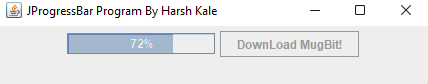 JProgressBar Program By Harsh Kale
72% DownLoad MugBit!